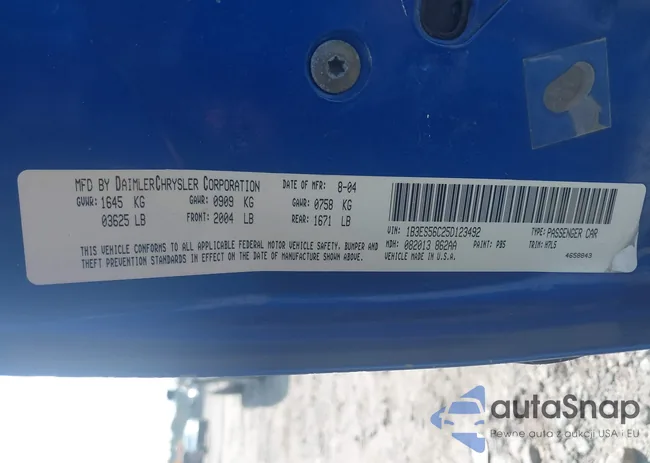 MFD BY DAIMLERCHRYSLER CORPORATION DATE OF MFR: 8-04
GVWR: 1645 KG GAWR: 0909 KG GAWR: 0758 KG
03625 LB FRONT: 2004 LB REAR: 1671 LB
THIS VEHICLE CONFORMS TO ALL APPLICABLE FEDERAL MOTOR VEHICLE SAFETY, BUMPER AND
THEFT PREVENTION STANDARDS IN EFFECT ON THE DATE OF MANUFACTURE SHOWN ABOVE.
VIN: 1B3ES56C25D123492 TYPE: PASSENGER CAR
MDH: 082013 862AA PAINT: PB5 TRIM: H7L5
MADE IN U.S.A. 4658943
autoSnap
Pewne auta z aukcji USA i EU